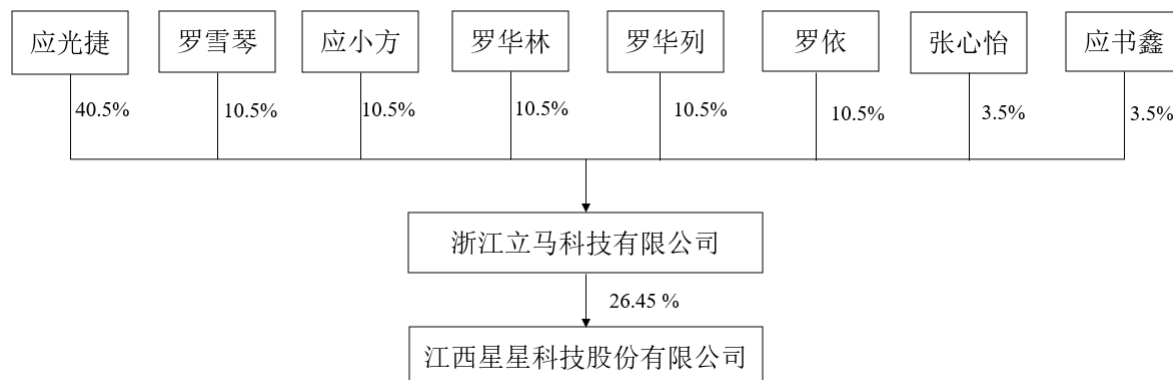 应光捷
罗雪琴
应小方
罗华林
罗华列
罗依
张心怡
应书鑫
40.5%
10.5%
10.5%
10.5%
10.5%
10.5%
3.5%
3.5%
浙江立马科技有限公司
26.45 %
江西星星科技股份有限公司